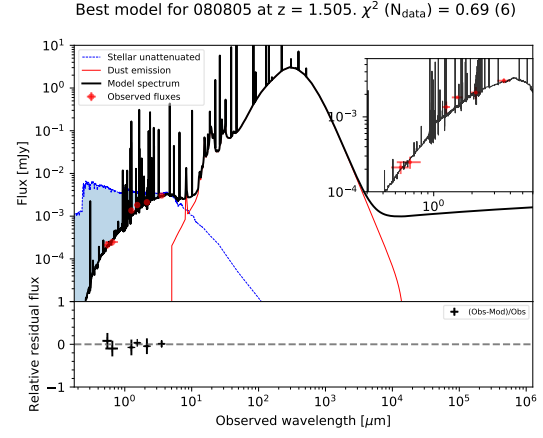 Best model for 080805 at z = 1.505. χ² (N_data) = 0.69 (6)
Stellar unattenuated
Dust emission
Model spectrum
Observed fluxes
Flux [mJy]
10¹
10⁰
10⁻¹
10⁻²
10⁻³
10⁻⁴
10⁻³
10⁻⁴
10⁰
(Obs-Mod)/Obs
Relative residual flux
1
0
−1
10⁰
10¹
10²
10³
10⁴
10⁵
10⁶
Observed wavelength [μm]